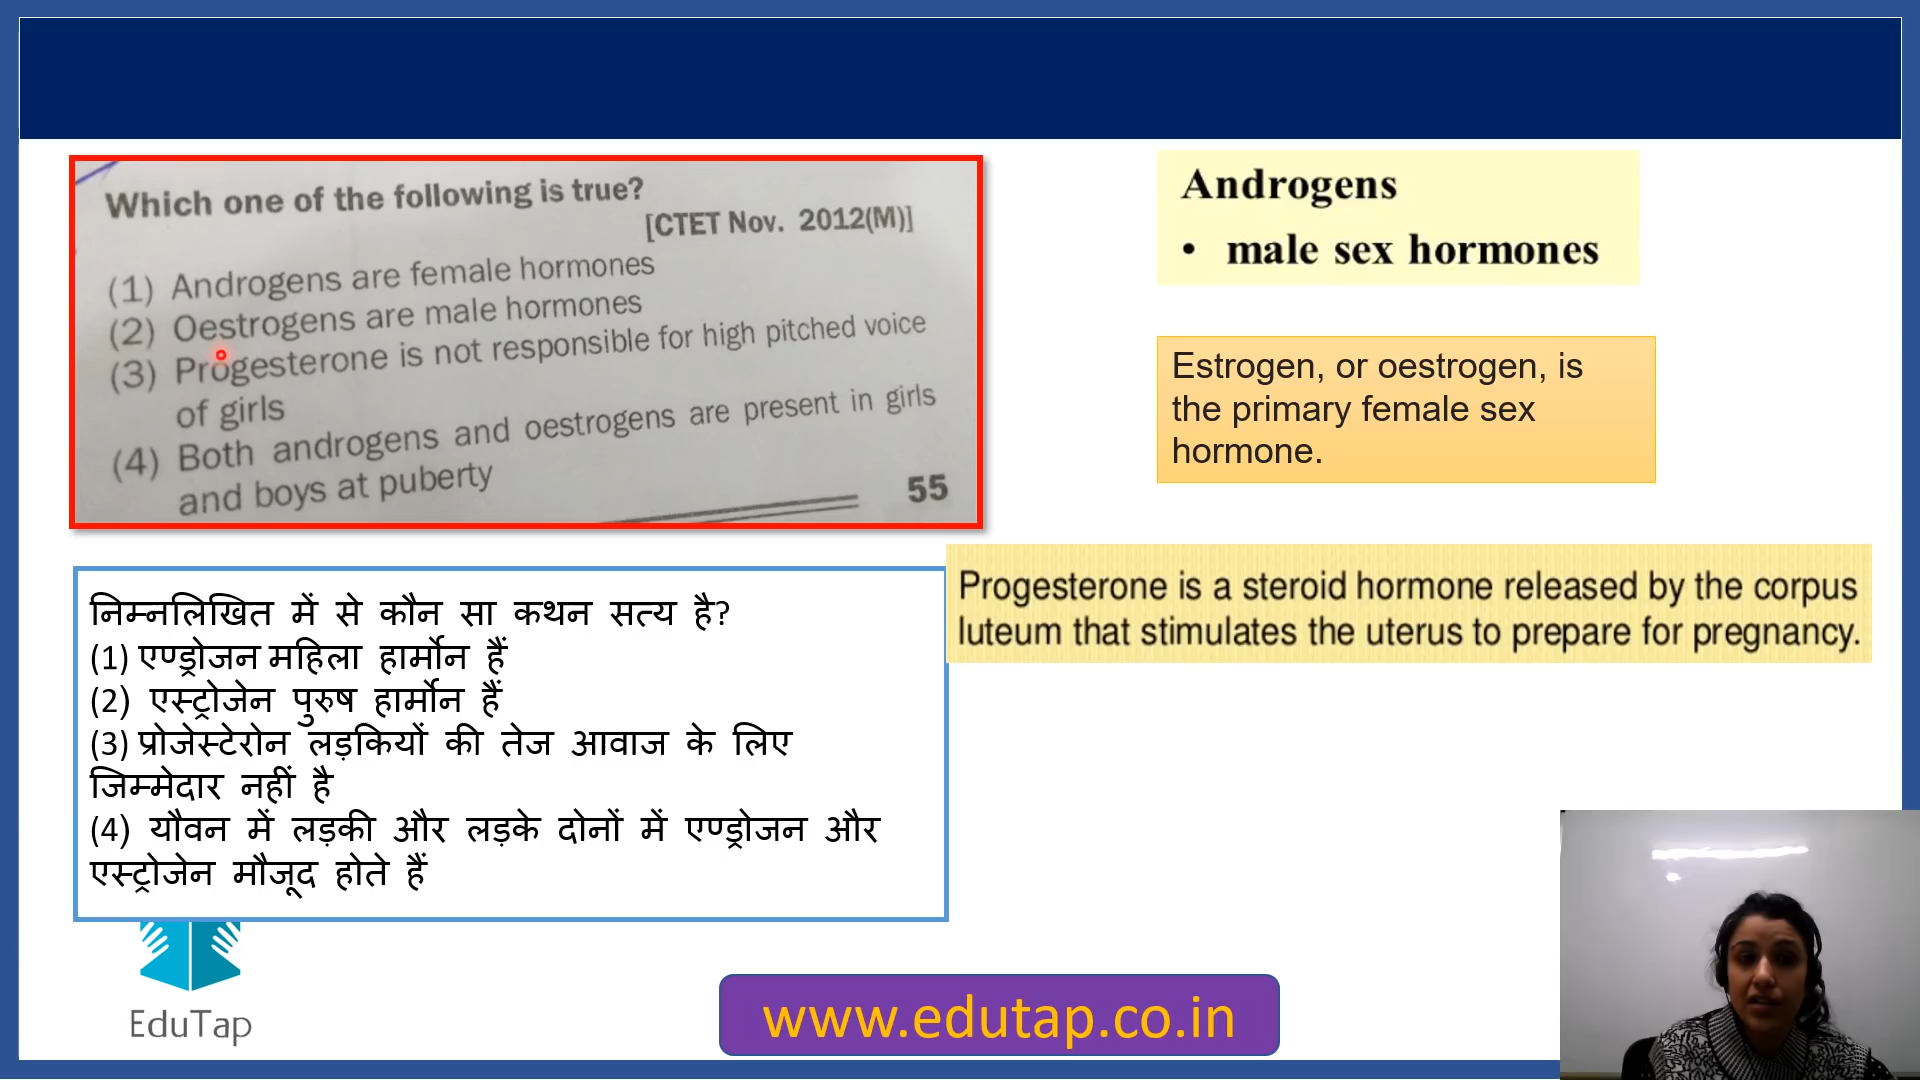 Which one of the following is true?
[CTET Nov. 2012(M)]
(1) Androgens are female hormones
(2) Oestrogens are male hormones
(3) Progesterone is not responsible for high pitched voice
of girls
(4) Both androgens and oestrogens are present in girls
and boys at puberty
55
Androgens
• male sex hormones
Estrogen, or oestrogen, is
the primary female sex
hormone.
Progesterone is a steroid hormone released by the corpus
luteum that stimulates the uterus to prepare for pregnancy.
निम्नलिखित में से कौन सा कथन सत्य है?
(1) एण्ड्रोजन महिला हार्मोन हैं
(2) एस्ट्रोजेन पुरुष हार्मोन हैं
(3) प्रोजेस्टेरोन लड़कियों की तेज आवाज के लिए
जिम्मेदार नहीं है
(4) यौवन में लड़की और लड़के दोनों में एण्ड्रोजन और
एस्ट्रोजेन मौजूद होते हैं
EduTap
www.edutap.co.in